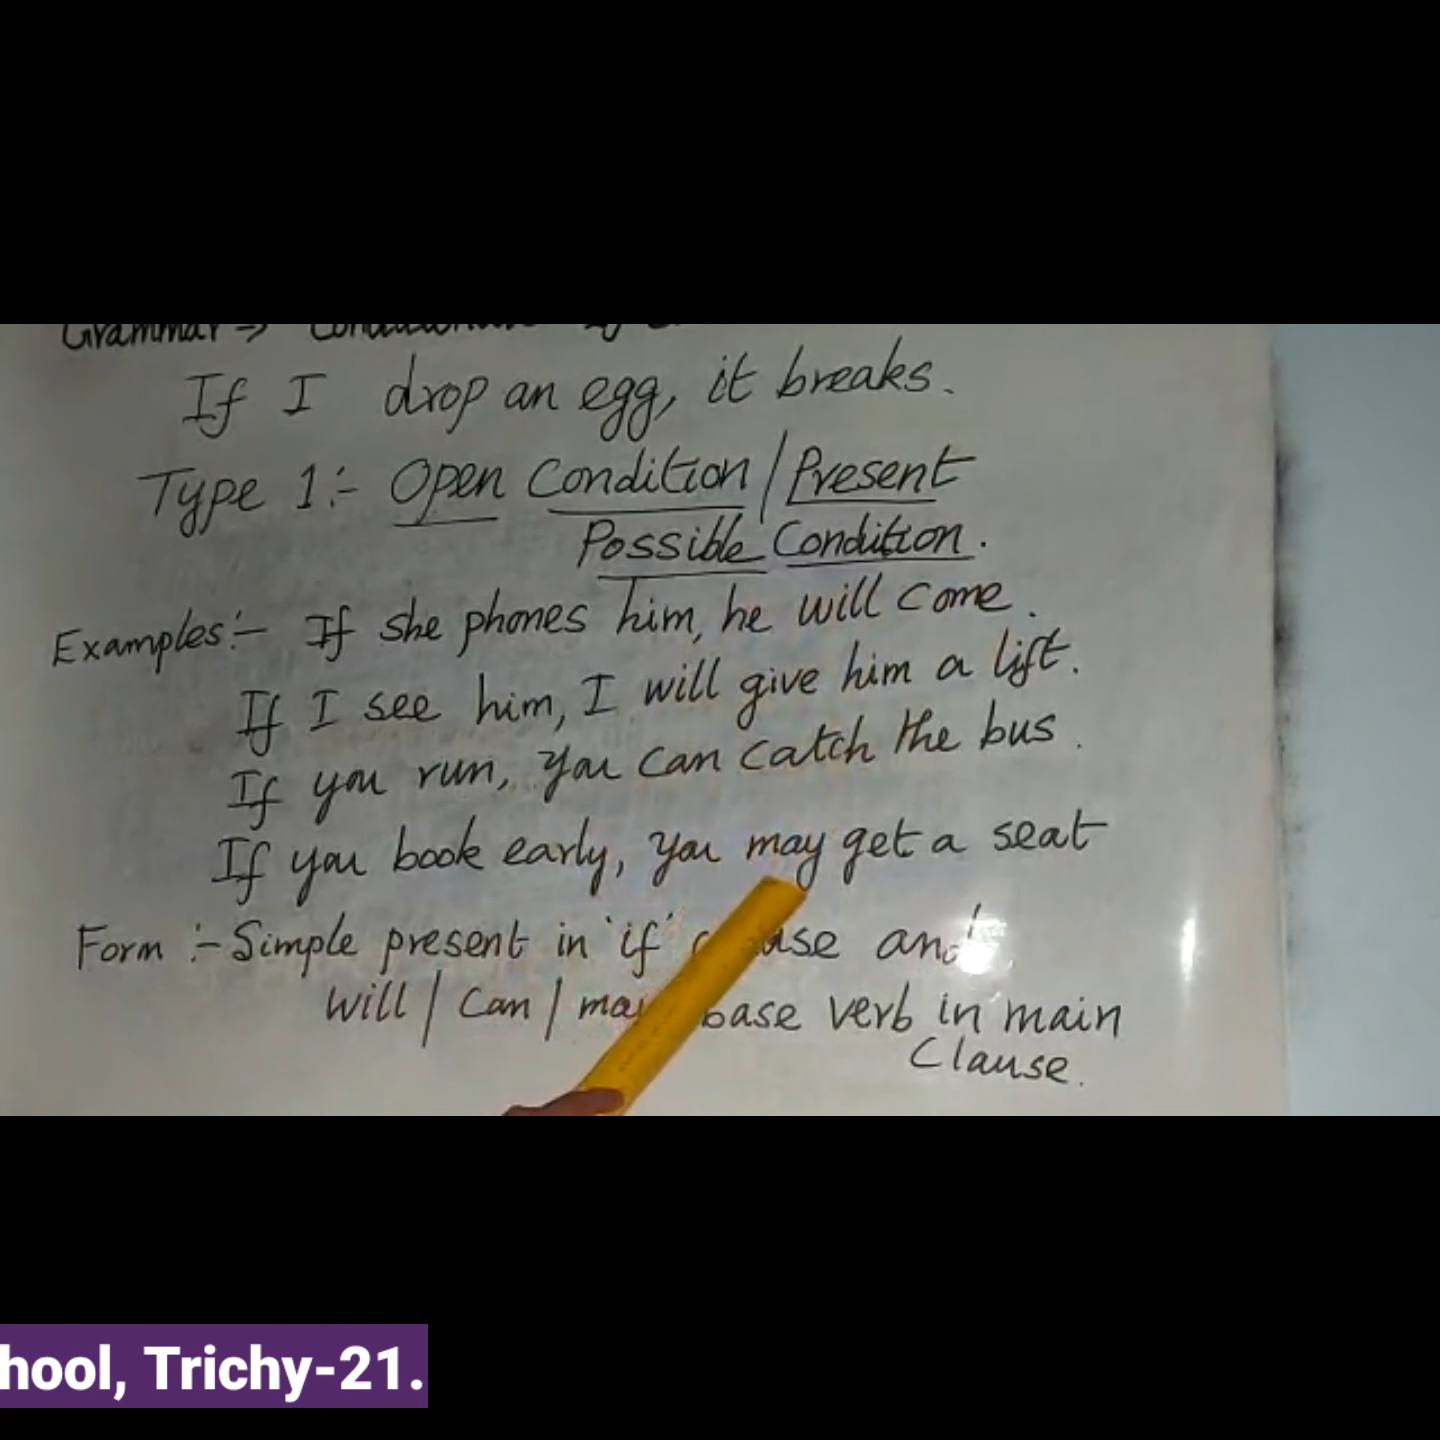 Grammar →
If I drop an egg, it breaks.
Type 1:- Open Condition / Present
Possible Condition.
Examples:- If she phones him, he will come.
If I see him, I will give him a lift.
If you run, you can catch the bus.
If you book early, you may get a seat
Form :- Simple present in 'if' and
will / can / base verb in main
Clause.
hool, Trichy-21.